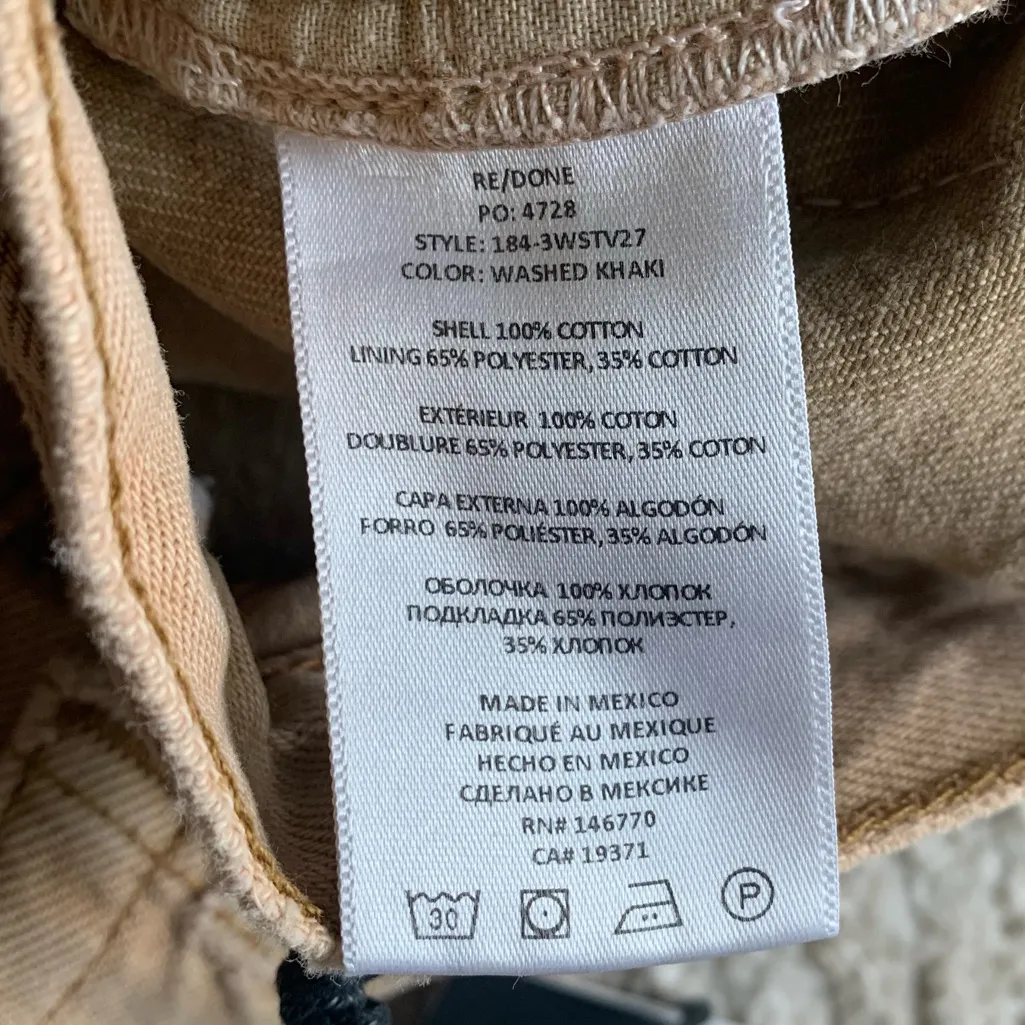 RE/DONE
PO: 4728
STYLE: 184-3WSTV27
COLOR: WASHED KHAKI
SHELL 100% COTTON
LINING 65% POLYESTER, 35% COTTON
EXTÉRIEUR 100% COTON
DOUBLURE 65% POLYESTER, 35% COTON
CAPA EXTERNA 100% ALGODÓN
FORRO 65% POLIÉSTER, 35% ALGODÓN
ОБОЛОЧКА 100% ХЛОПОК
ПОДКЛАДКА 65% ПОЛИЭСТЕР,
35% ХЛОПОК
MADE IN MEXICO
FABRIQUÉ AU MEXIQUE
HECHO EN MEXICO
СДЕЛАНО В МЕКСИКЕ
RN# 146770
CA# 19371
30 P